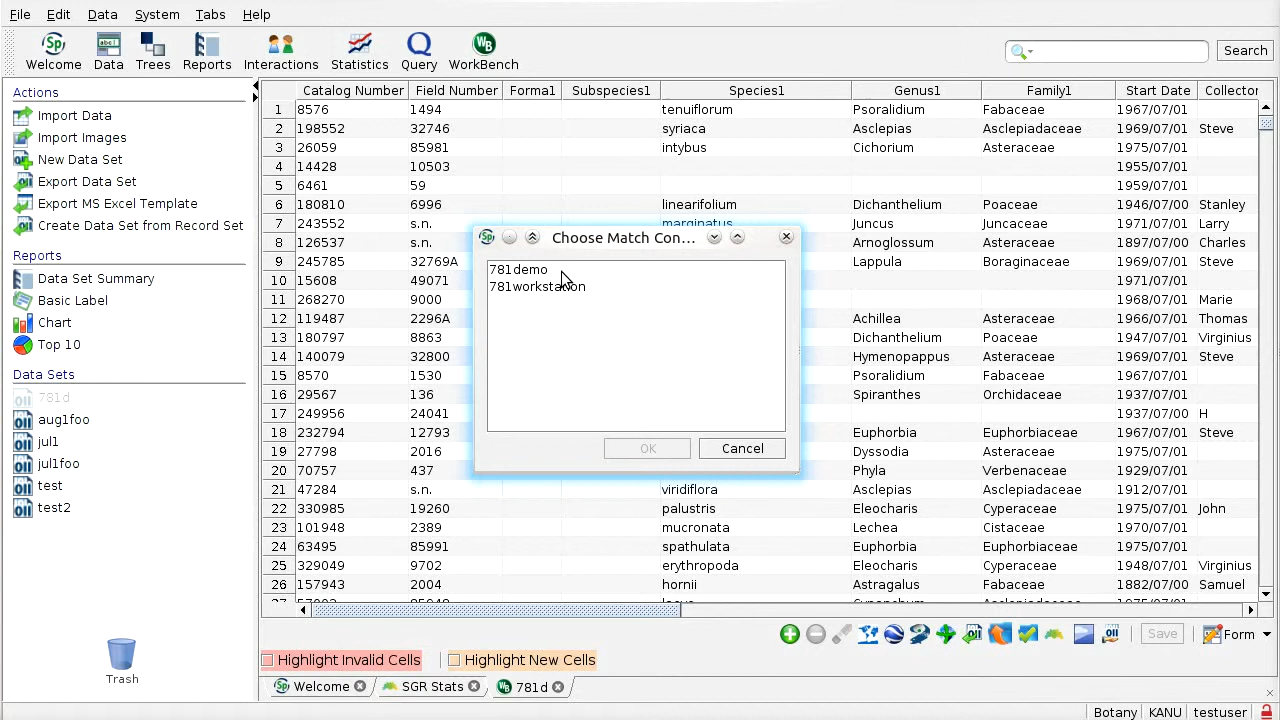 File Edit Data System Tabs Help
Welcome Data Trees Reports Interactions Statistics Query WorkBench Search
Actions
Import Data
Import Images
New Data Set
Export Data Set
Export MS Excel Template
Create Data Set from Record Set
Reports
Data Set Summary
Basic Label
Chart
Top 10
Data Sets
781d
aug1foo
jul1
jul1foo
test
test2
Trash
Catalog Number Field Number Forma1 Subspecies1 Species1 Genus1 Family1 Start Date Collector
1 8576 1494 tenuiflorum Psoralidium Fabaceae 1967/07/01
2 198552 32746 syriaca Asclepias Asclepiadaceae 1969/07/01 Steve
3 26059 85981 intybus Cichorium Asteraceae 1975/07/01
4 14428 10503 1955/07/01
5 6461 59 1959/07/01
6 180810 6996 linearifolium Dichanthelium Poaceae 1946/07/00 Stanley
7 243552 s.n. marginatus Juncus Juncaceae 1971/07/01 Larry
8 126537 s.n. Arnoglossum Asteraceae 1897/07/00 Charles
9 245785 32769A Lappula Boraginaceae 1969/07/01 Steve
10 15608 49071 1971/07/01
11 268270 9000 1968/07/01 Marie
12 119487 2296A Achillea Asteraceae 1966/07/01 Thomas
13 180797 8863 Dichanthelium Poaceae 1947/07/01 Virginius
14 140079 32800 Hymenopappus Asteraceae 1969/07/01 Steve
15 8570 1530 Psoralidium Fabaceae 1967/07/01
16 29567 136 Spiranthes Orchidaceae 1937/07/01
17 249956 24041 1937/07/00 H
18 232794 12793 Euphorbia Euphorbiaceae 1967/07/01 Steve
19 27798 2016 Dyssodia Asteraceae 1967/07/01
20 70757 437 Phyla Verbenaceae 1929/07/01
21 47284 s.n. viridiflora Asclepias Asclepiadaceae 1912/07/01
22 330985 19260 palustris Eleocharis Cyperaceae 1971/07/01 John
23 101948 2389 mucronata Lechea Cistaceae 1970/07/01
24 63495 85991 spathulata Euphorbia Euphorbiaceae 1975/07/01
25 329049 9702 erythropoda Eleocharis Cyperaceae 1948/07/01 Virginius
26 157943 2004 hornii Astragalus Fabaceae 1882/07/00 Samuel
Choose Match Con...
781demo
781workstation
OK Cancel
Save Form
Highlight Invalid Cells Highlight New Cells
Welcome SGR Stats 781d
Botany KANU testuser